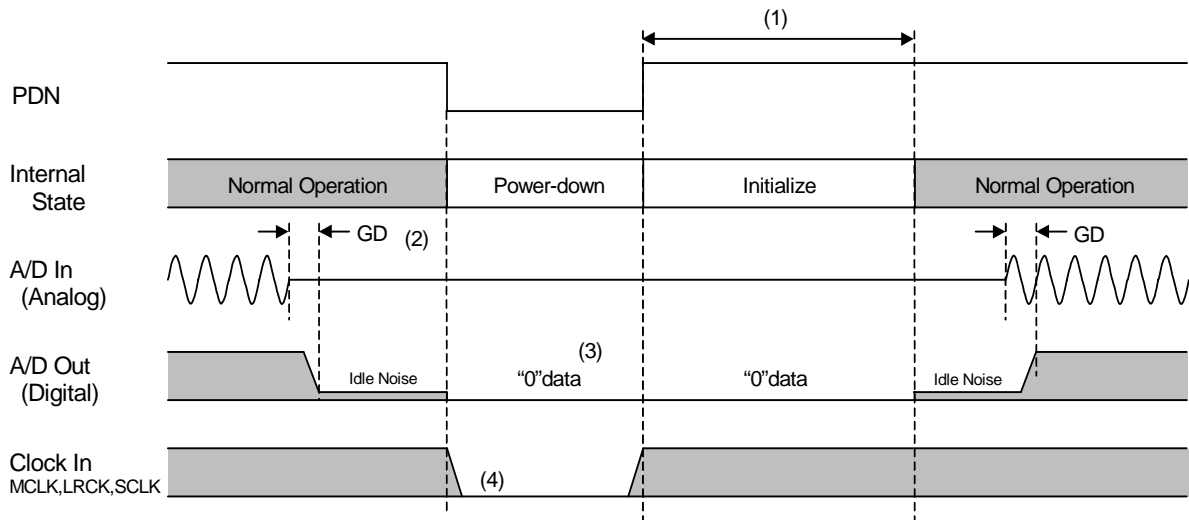 (1)
PDN
Internal
State
Normal Operation
Power-down
Initialize
Normal Operation
GD
(2)
GD
A/D In
(Analog)
A/D Out
(Digital)
Idle Noise
(3)
“0”data
“0”data
Idle Noise
Clock In
MCLK,LRCK,SCLK
(4)